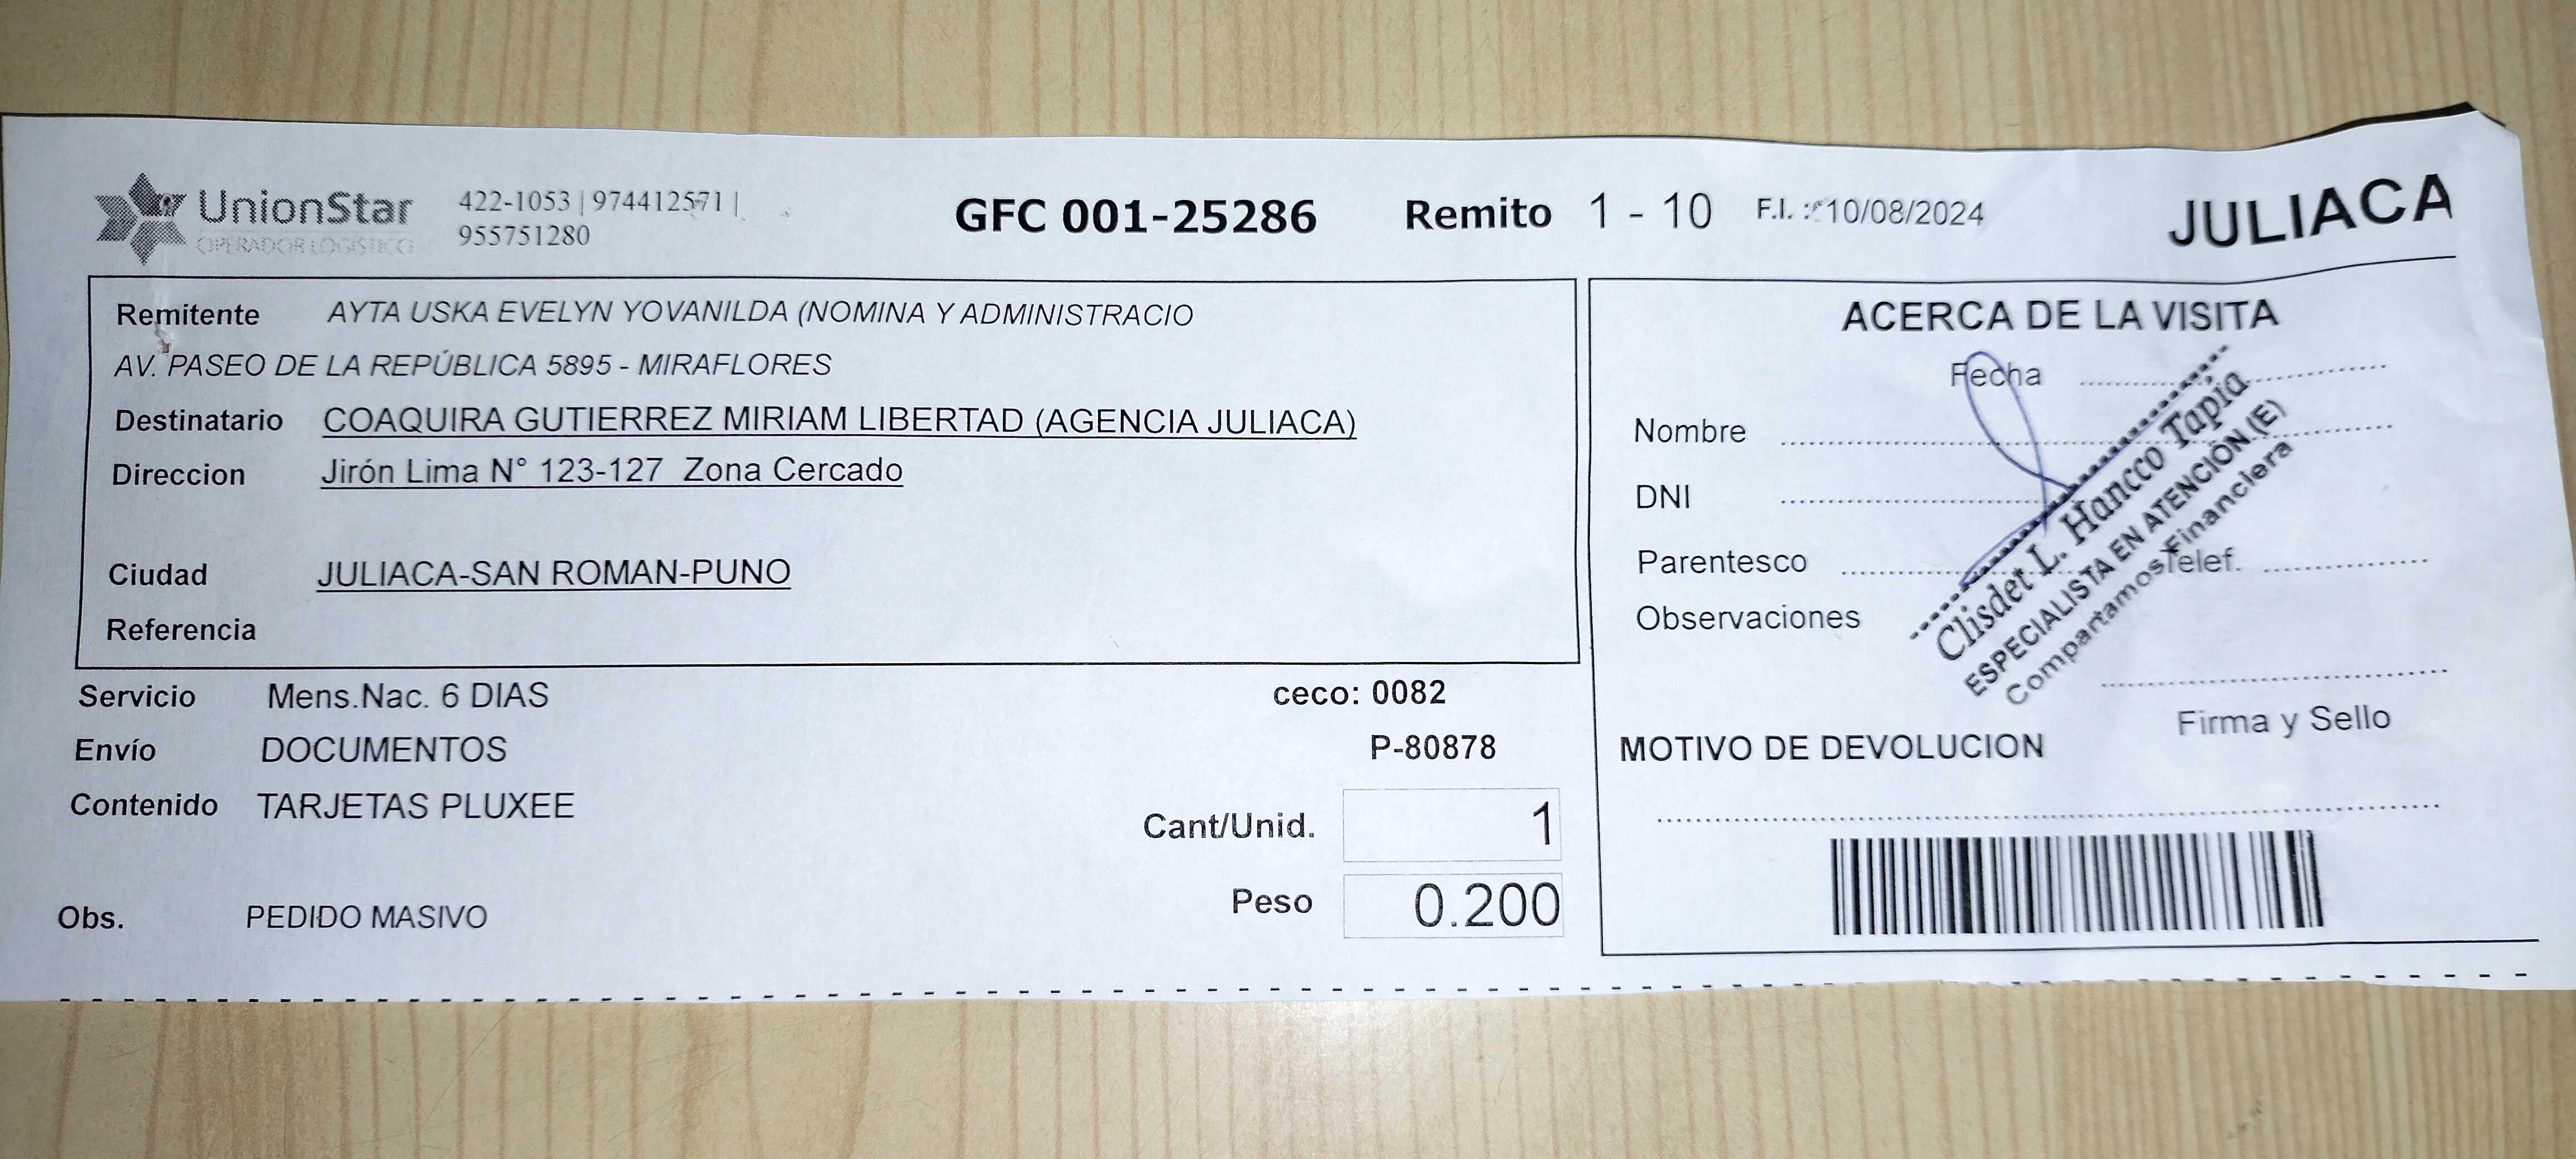 UnionStar
OPERADOR LOGISTICO
422-1053 | 974412571 |
955751280
GFC 001-25286 Remito 1 - 10 F.I. : 10/08/2024
JULIACA
Remitente AYTA USKA EVELYN YOVANILDA (NOMINA Y ADMINISTRACIO
AV. PASEO DE LA REPÚBLICA 5895 - MIRAFLORES
Destinatario COAQUIRA GUTIERREZ MIRIAM LIBERTAD (AGENCIA JULIACA)
Direccion Jirón Lima N° 123-127 Zona Cercado
Ciudad JULIACA-SAN ROMAN-PUNO
Referencia
Servicio Mens.Nac. 6 DIAS ceco: 0082
Envío DOCUMENTOS P-80878
Contenido TARJETAS PLUXEE
Cant/Unid. 1
Peso 0.200
Obs. PEDIDO MASIVO
ACERCA DE LA VISITA
Fecha
Nombre
DNI
Parentesco Telef.
Observaciones
Clisdet L. Hancco Tapia
ESPECIALISTA EN ATENCIÓN (E)
Compartamos Financiera
Firma y Sello
MOTIVO DE DEVOLUCION